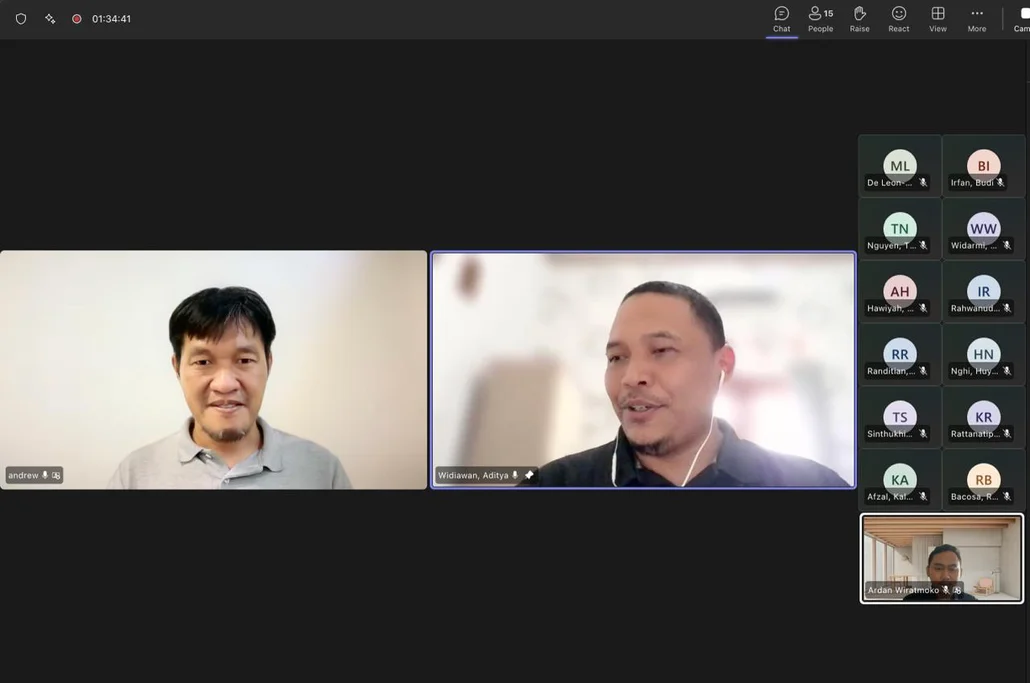 01:34:41
Chat
15
People
Raise
React
View
More
Cam
ML
De Leon-...
BI
Irfan, Budi
TN
Nguyen, T...
WW
Widarmi, ...
AH
Hawiyah, ...
IR
Rahwanud...
RR
Randitian,...
HN
Nghi, Huy...
TS
Sinthukhi...
KR
Rattanatip...
KA
Afzal, Kal...
RB
Bacosa, R...
andrew
Widiawan, Aditya
Ardan Wiratmoko